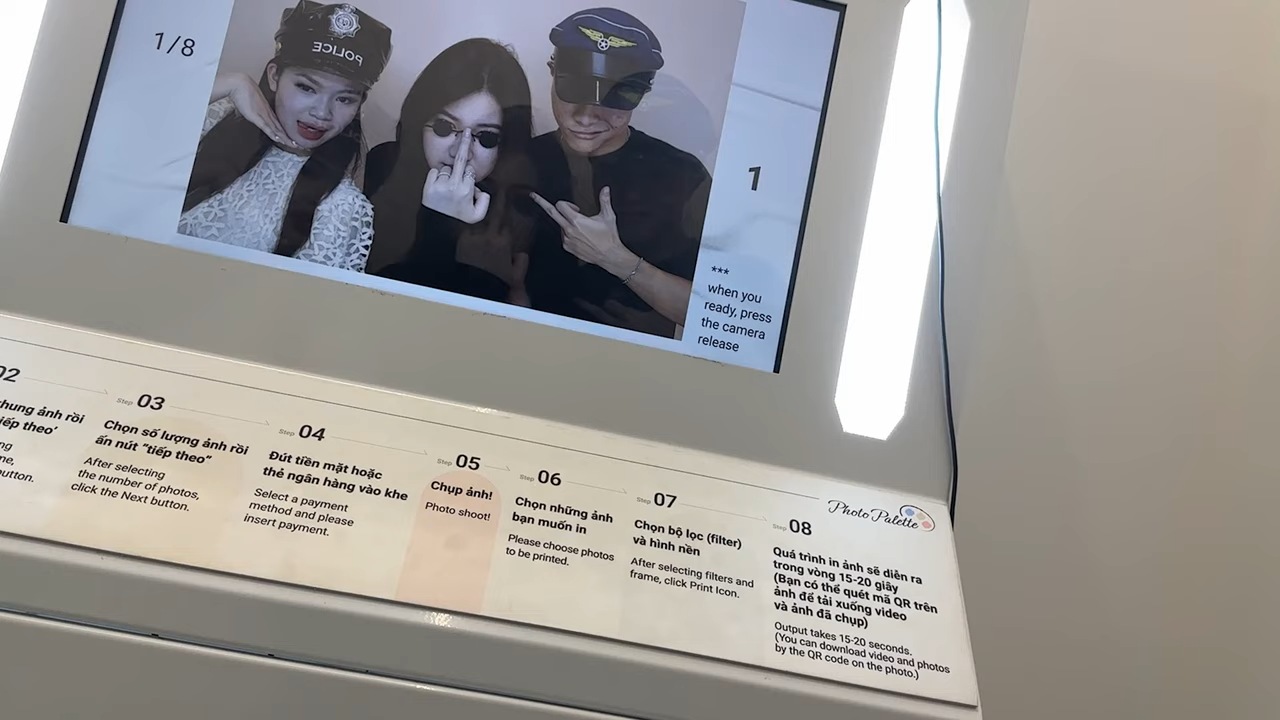 POLICE
1/8
1
***
when you
ready, press
the camera
release
02
khung ảnh rồi
tiếp theo'
button.
Step 03
Chọn số lượng ảnh rồi
ấn nút "tiếp theo"
After selecting
the number of photos,
click the Next button.
Step 04
Đút tiền mặt hoặc
thẻ ngân hàng vào khe
Select a payment
method and please
insert payment.
Step 05
Chụp ảnh!
Photo shoot!
Step 06
Chọn những ảnh
bạn muốn in
Please choose photos
to be printed.
Step 07
Chọn bộ lọc (filter)
và hình nền
After selecting filters and
frame, click Print Icon.
Photo Palette
Step 08
Quá trình in ảnh sẽ diễn ra
trong vòng 15-20 giây
(Bạn có thể quét mã QR trên
ảnh để tải xuống video
và ảnh đã chụp)
Output takes 15-20 seconds.
(You can download video and photos
by the QR code on the photo.)